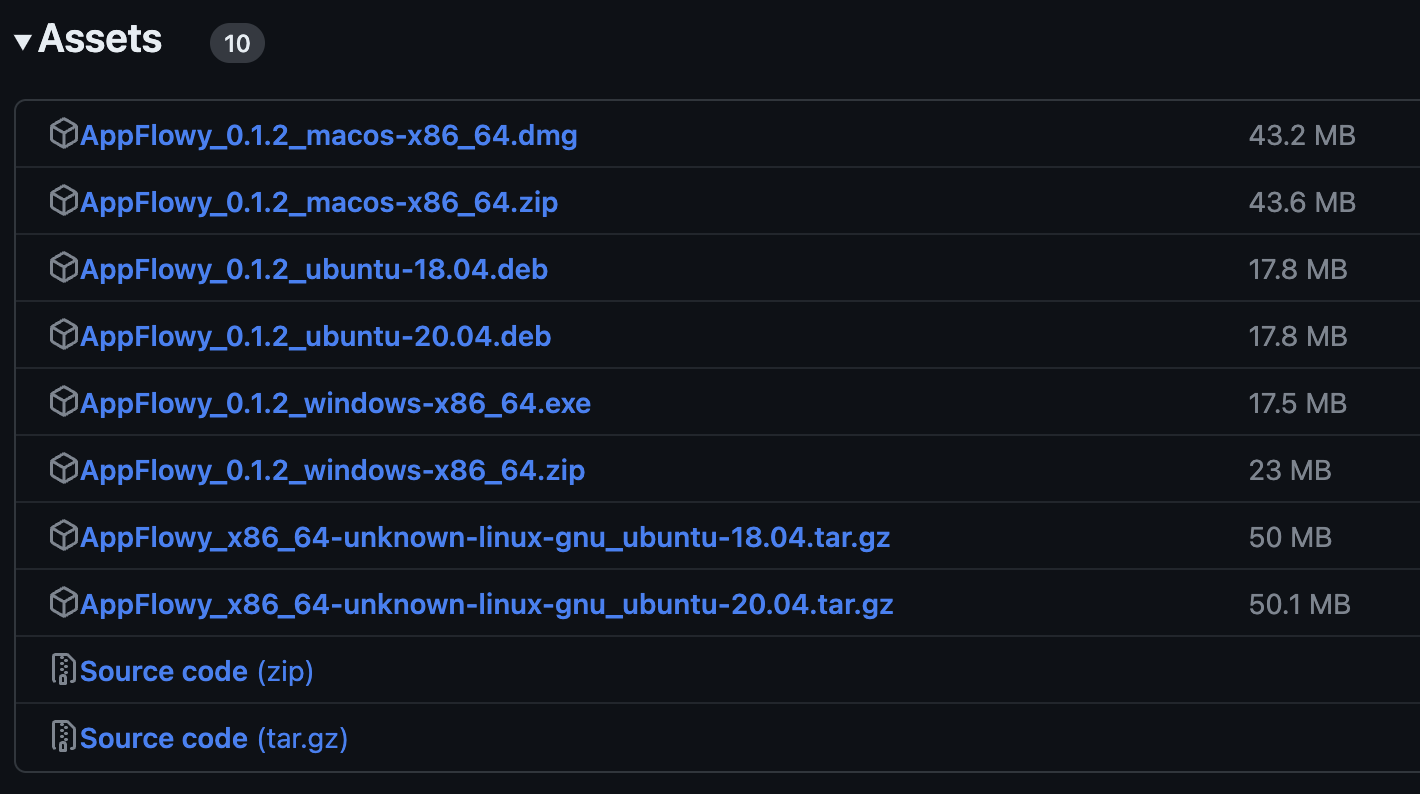 Assets 10
AppFlowy_0.1.2_macos-x86_64.dmg 43.2 MB
AppFlowy_0.1.2_macos-x86_64.zip 43.6 MB
AppFlowy_0.1.2_ubuntu-18.04.deb 17.8 MB
AppFlowy_0.1.2_ubuntu-20.04.deb 17.8 MB
AppFlowy_0.1.2_windows-x86_64.exe 17.5 MB
AppFlowy_0.1.2_windows-x86_64.zip 23 MB
AppFlowy_x86_64-unknown-linux-gnu_ubuntu-18.04.tar.gz 50 MB
AppFlowy_x86_64-unknown-linux-gnu_ubuntu-20.04.tar.gz 50.1 MB
Source code (zip)
Source code (tar.gz)